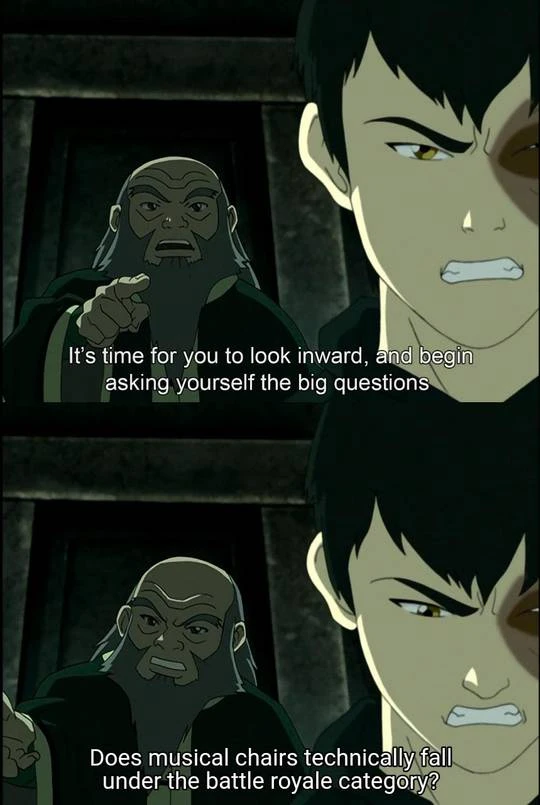 It's time for you to look inward, and begin
asking yourself the big questions
Does musical chairs technically fall
under the battle royale category?